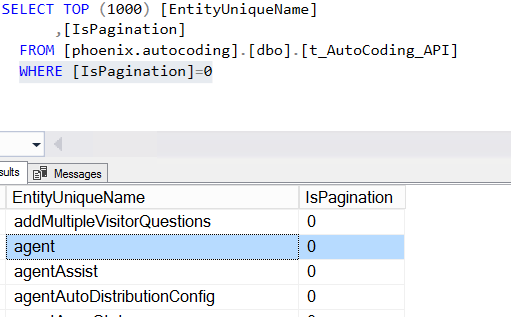 SELECT TOP (1000) [EntityUniqueName]
,[IsPagination]
FROM [phoenix.autocoding].[dbo].[t_AutoCoding_API]
WHERE [IsPagination]=0
sults Messages
EntityUniqueName IsPagination
addMultipleVisitorQuestions 0
agent 0
agentAssist 0
agentAutoDistributionConfig 0